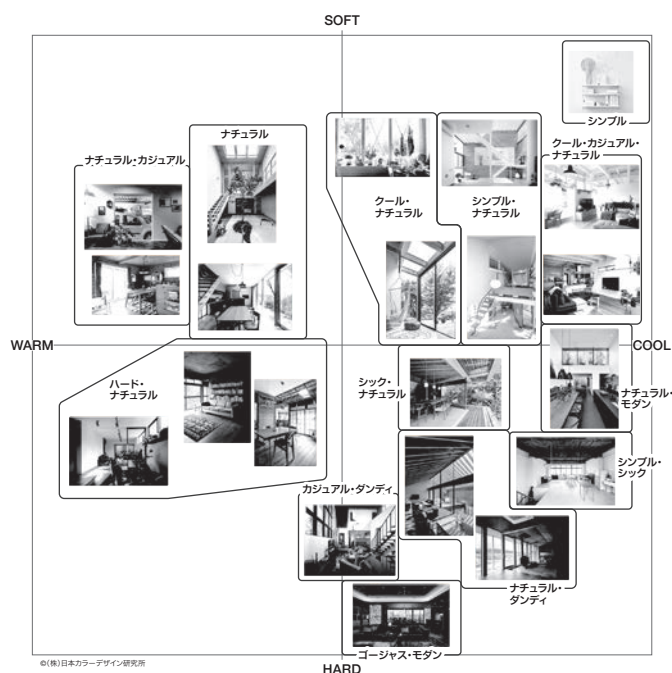 SOFT
シンプル
ナチュラル
クール・カジュアル・
ナチュラル
ナチュラル・カジュアル
クール・
ナチュラル
シンプル・
ナチュラル
WARM
COOL
ハード・
ナチュラル
シック・
ナチュラル
ナチュラル・
モダン
シンプル・
シック
カジュアル・ダンディ
ナチュラル・
ダンディ
ゴージャス・モダン
©(株)日本カラーデザイン研究所
HARD